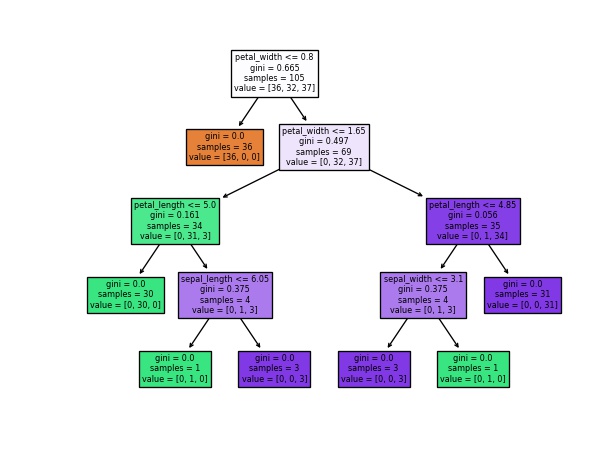 petal_width <= 0.8
gini = 0.665
samples = 105
value = [36, 32, 37]
gini = 0.0
samples = 36
value = [36, 0, 0]
petal_width <= 1.65
gini = 0.497
samples = 69
value = [0, 32, 37]
petal_length <= 5.0
gini = 0.161
samples = 34
value = [0, 31, 3]
petal_length <= 4.85
gini = 0.056
samples = 35
value = [0, 1, 34]
gini = 0.0
samples = 30
value = [0, 30, 0]
sepal_length <= 6.05
gini = 0.375
samples = 4
value = [0, 1, 3]
sepal_width <= 3.1
gini = 0.375
samples = 4
value = [0, 1, 3]
gini = 0.0
samples = 31
value = [0, 0, 31]
gini = 0.0
samples = 1
value = [0, 1, 0]
gini = 0.0
samples = 3
value = [0, 0, 3]
gini = 0.0
samples = 3
value = [0, 0, 3]
gini = 0.0
samples = 1
value = [0, 1, 0]